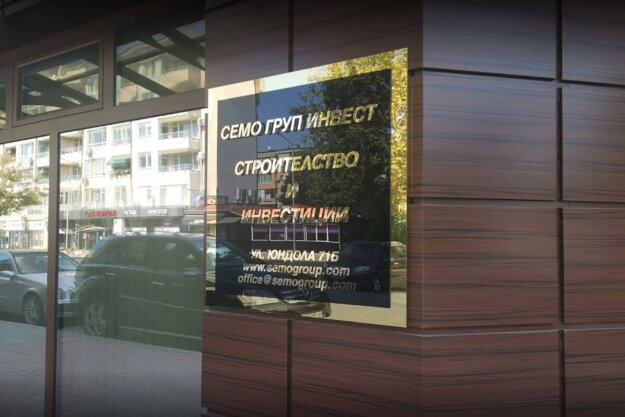 СЕМО ГРУП ИНВЕСТ
СТРОИТЕЛСТВО
И
ИНВЕСТИЦИИ
УЛ. ЮНДОЛА 71Б
www.semogroup.com
office@semogroup.com